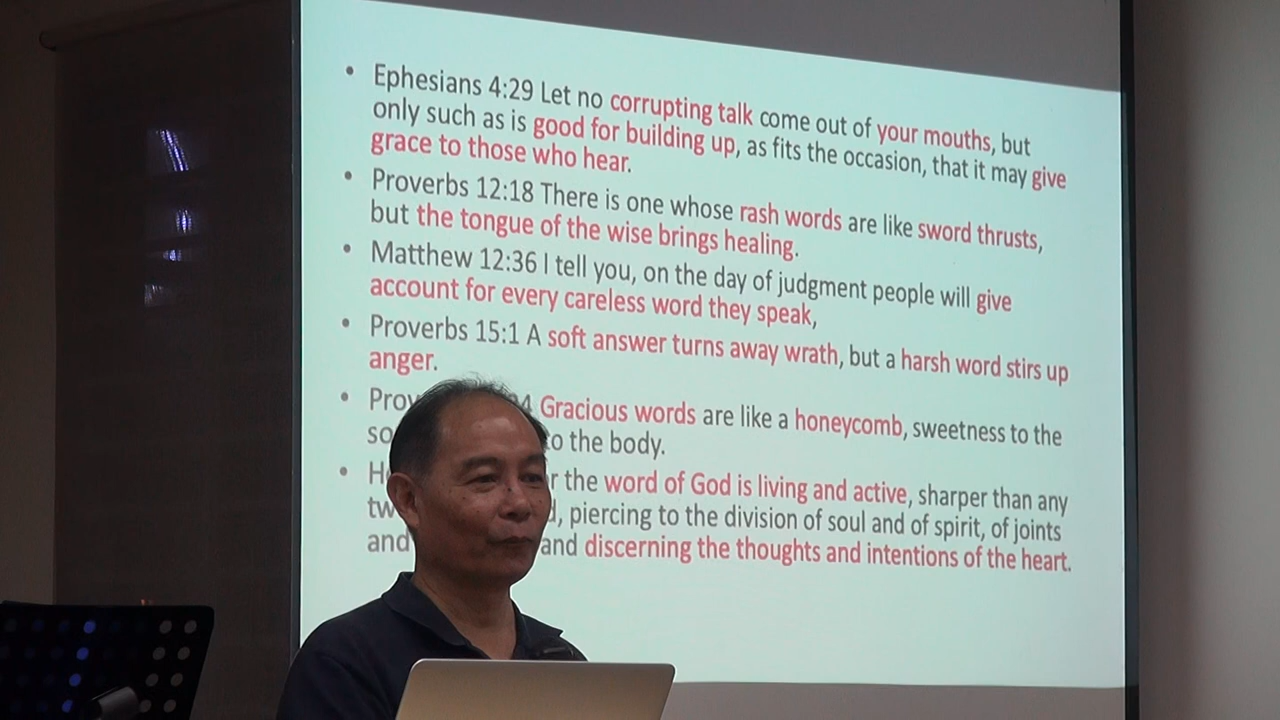 • Ephesians 4:29 Let no corrupting talk come out of your mouths, but
only such as is good for building up, as fits the occasion, that it may give
grace to those who hear.
• Proverbs 12:18 There is one whose rash words are like sword thrusts,
but the tongue of the wise brings healing.
• Matthew 12:36 I tell you, on the day of judgment people will give
account for every careless word they speak,
• Proverbs 15:1 A soft answer turns away wrath, but a harsh word stirs up
anger.
• Gracious words are like a honeycomb, sweetness to the
to the body.
• the word of God is living and active, sharper than any
piercing to the division of soul and of spirit, of joints
and and discerning the thoughts and intentions of the heart.